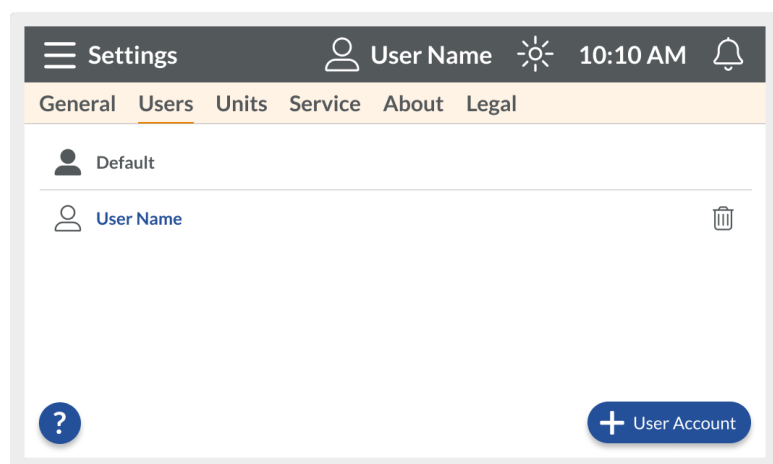 Settings User Name 10:10 AM
General Users Units Service About Legal
Default
User Name
? + User Account